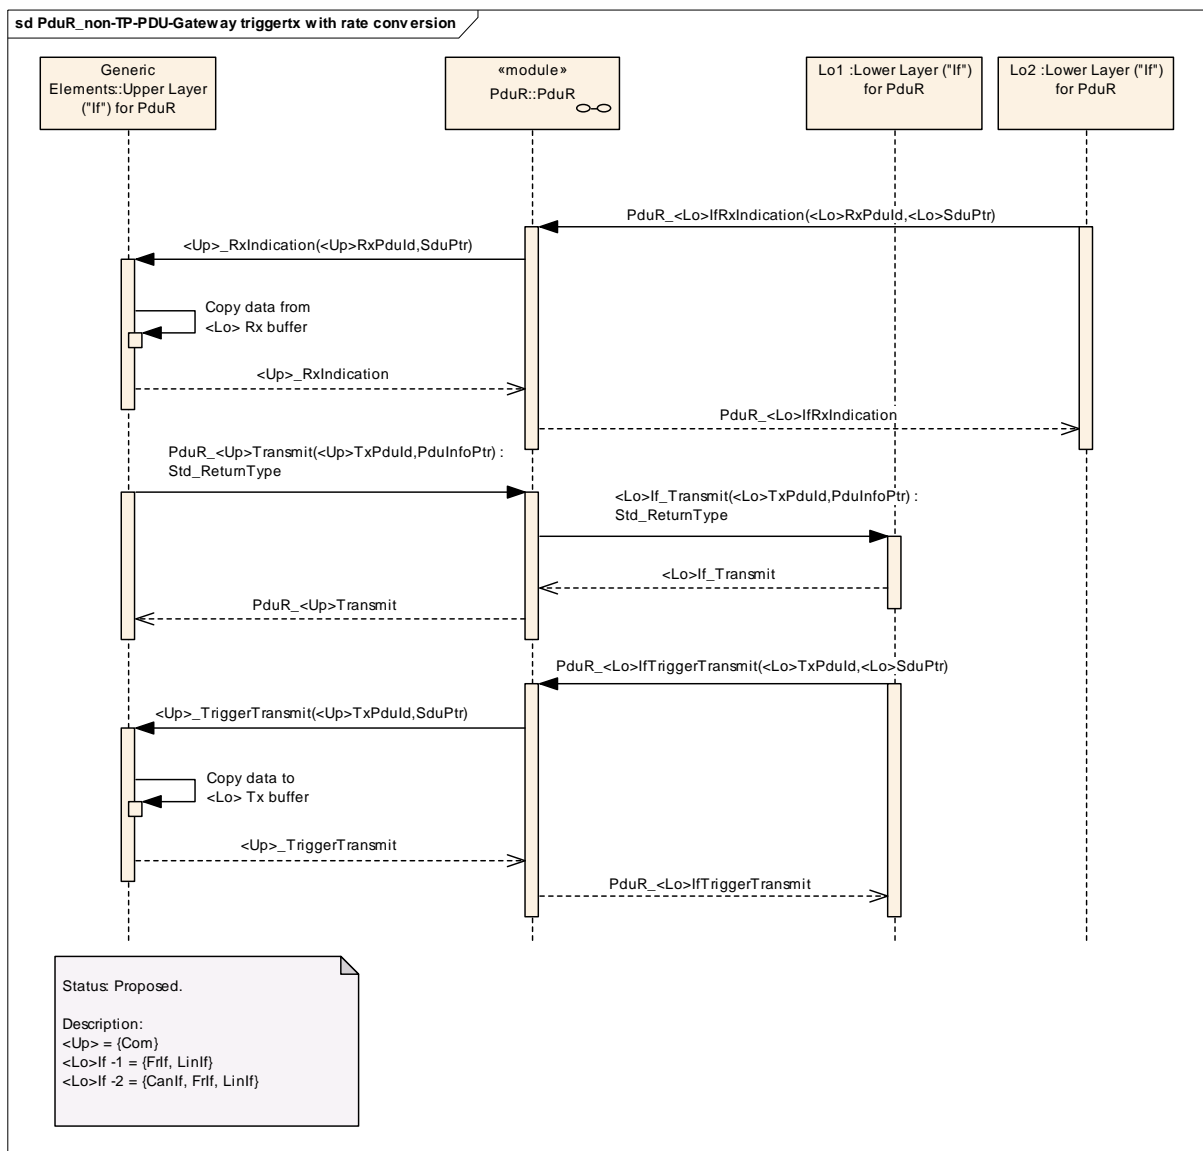 sd PduR_non-TP-PDU-Gateway triggertx with rate conversion
Generic
Elements::Upper Layer
("If") for PduR
«module»
PduR::PduR
Lo1 :Lower Layer ("If")
for PduR
Lo2 :Lower Layer ("If")
for PduR
PduR_<Lo>IfRxIndication(<Lo>RxPduId,<Lo>SduPtr)
<Up>_RxIndication(<Up>RxPduId,SduPtr)
Copy data from
<Lo> Rx buffer
<Up>_RxIndication
PduR_<Lo>IfRxIndication
PduR_<Up>Transmit(<Up>TxPduId,PduInfoPtr) :
Std_ReturnType
<Lo>If_Transmit(<Lo>TxPduId,PduInfoPtr) :
Std_ReturnType
<Lo>If_Transmit
PduR_<Up>Transmit
PduR_<Lo>IfTriggerTransmit(<Lo>TxPduId,<Lo>SduPtr)
<Up>_TriggerTransmit(<Up>TxPduId,SduPtr)
Copy data to
<Lo> Tx buffer
<Up>_TriggerTransmit
PduR_<Lo>IfTriggerTransmit
Status: Proposed.
Description:
<Up> = {Com}
<Lo>If -1 = {FrIf, LinIf}
<Lo>If -2 = {CanIf, FrIf, LinIf}